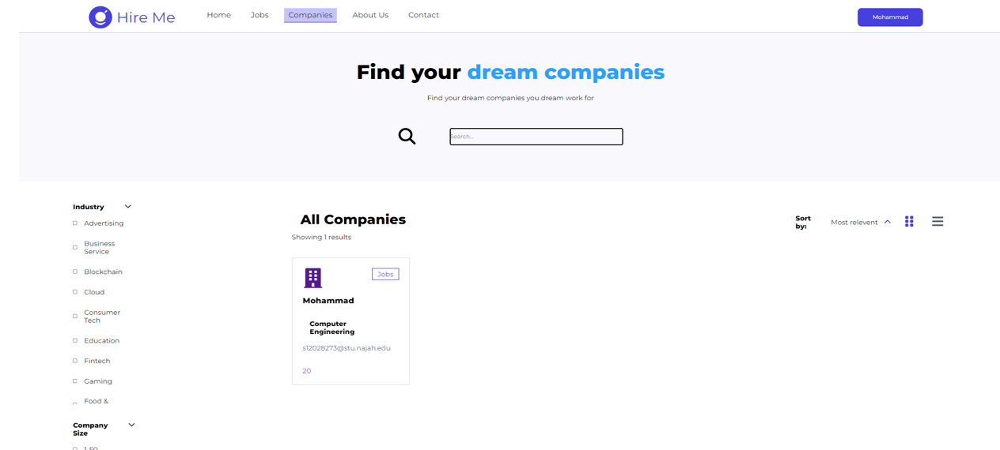 Hire Me
Home
Jobs
Companies
About Us
Contact
Mohammad
Find your dream companies
Find your dream companies you dream work for
Search...
Industry
Advertising
Business
Service
Blockchain
Cloud
Consumer
Tech
Education
Fintech
Gaming
Food &
Company
Size
1-50
All Companies
Showing 1 results
Sort
by:
Most relevent
Jobs
Mohammad
Computer
Engineering
s12028273@stu.najah.edu
20